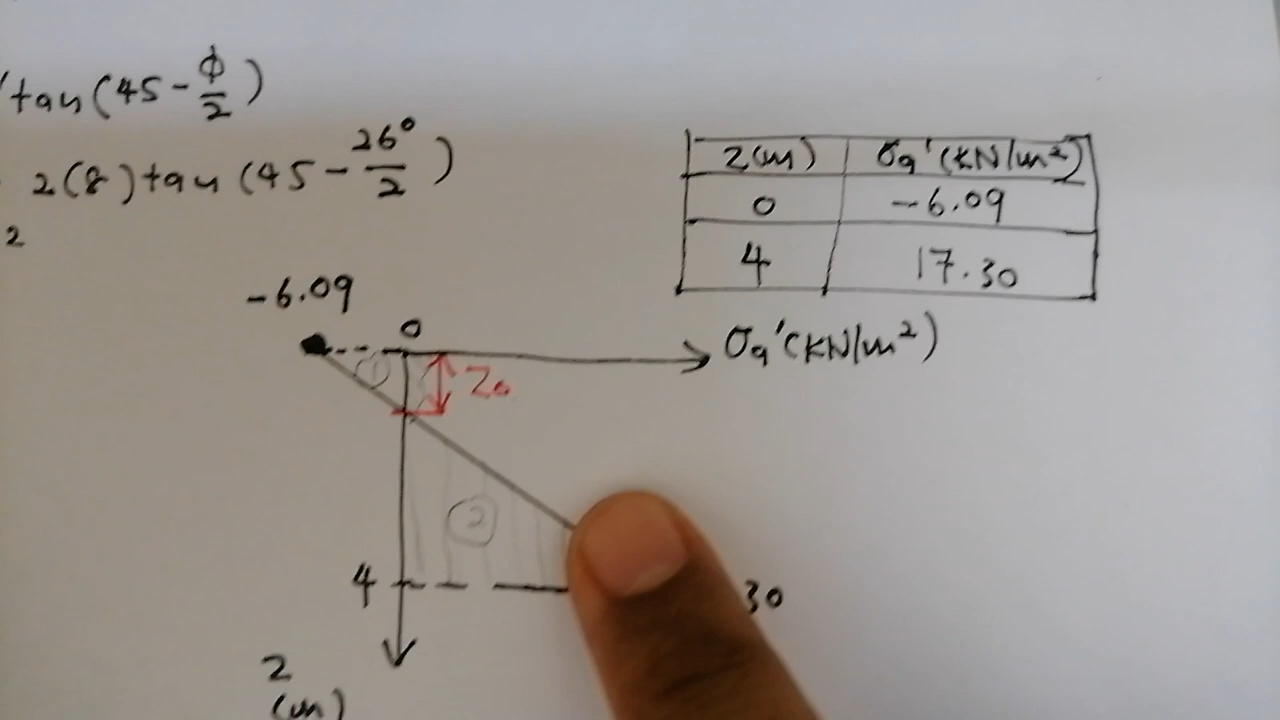 'tan(45-ϕ/2)
2(8)tan(45-26°/2)
2
z(m) σa'(kN/m²)
0 -6.09
4 17.30
-6.09
0
σa'(kN/m²)
① zo
②
4
30
z
(m)